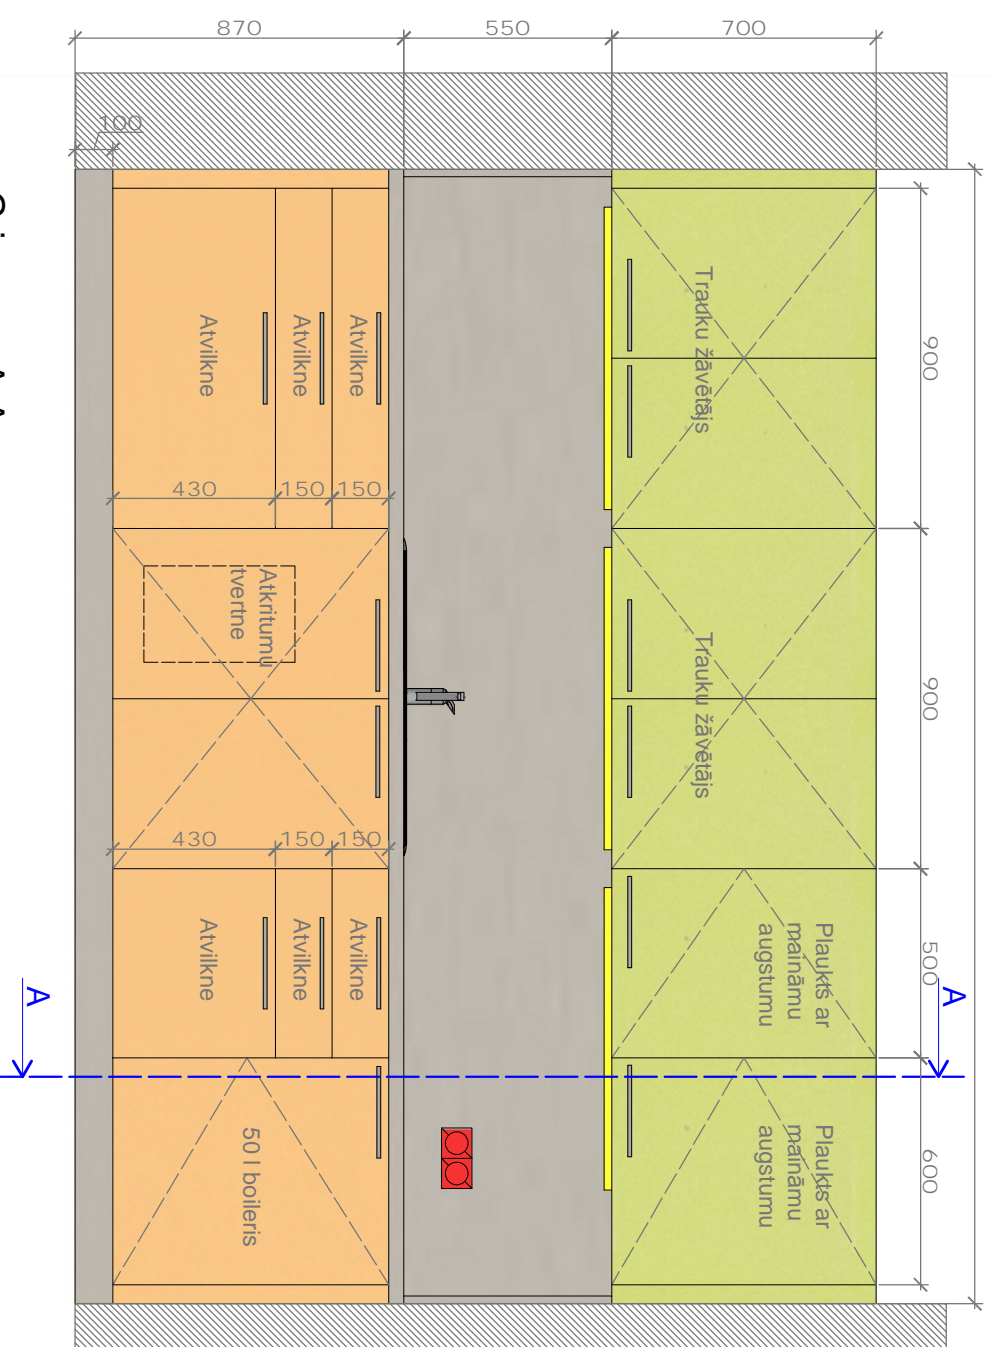 870
550
700
100
Trauku žāvētājs
900
Atvilkne
Atvilkne
Atvilkne
430
150
150
Atkritumu
tvertne
Trauku žāvētājs
900
430
150
150
Atvilkne
Atvilkne
Atvilkne
Plaukts ar
maināmu
augstumu
500
A
A
50 l boileris
Plaukts ar
maināmu
augstumu
600